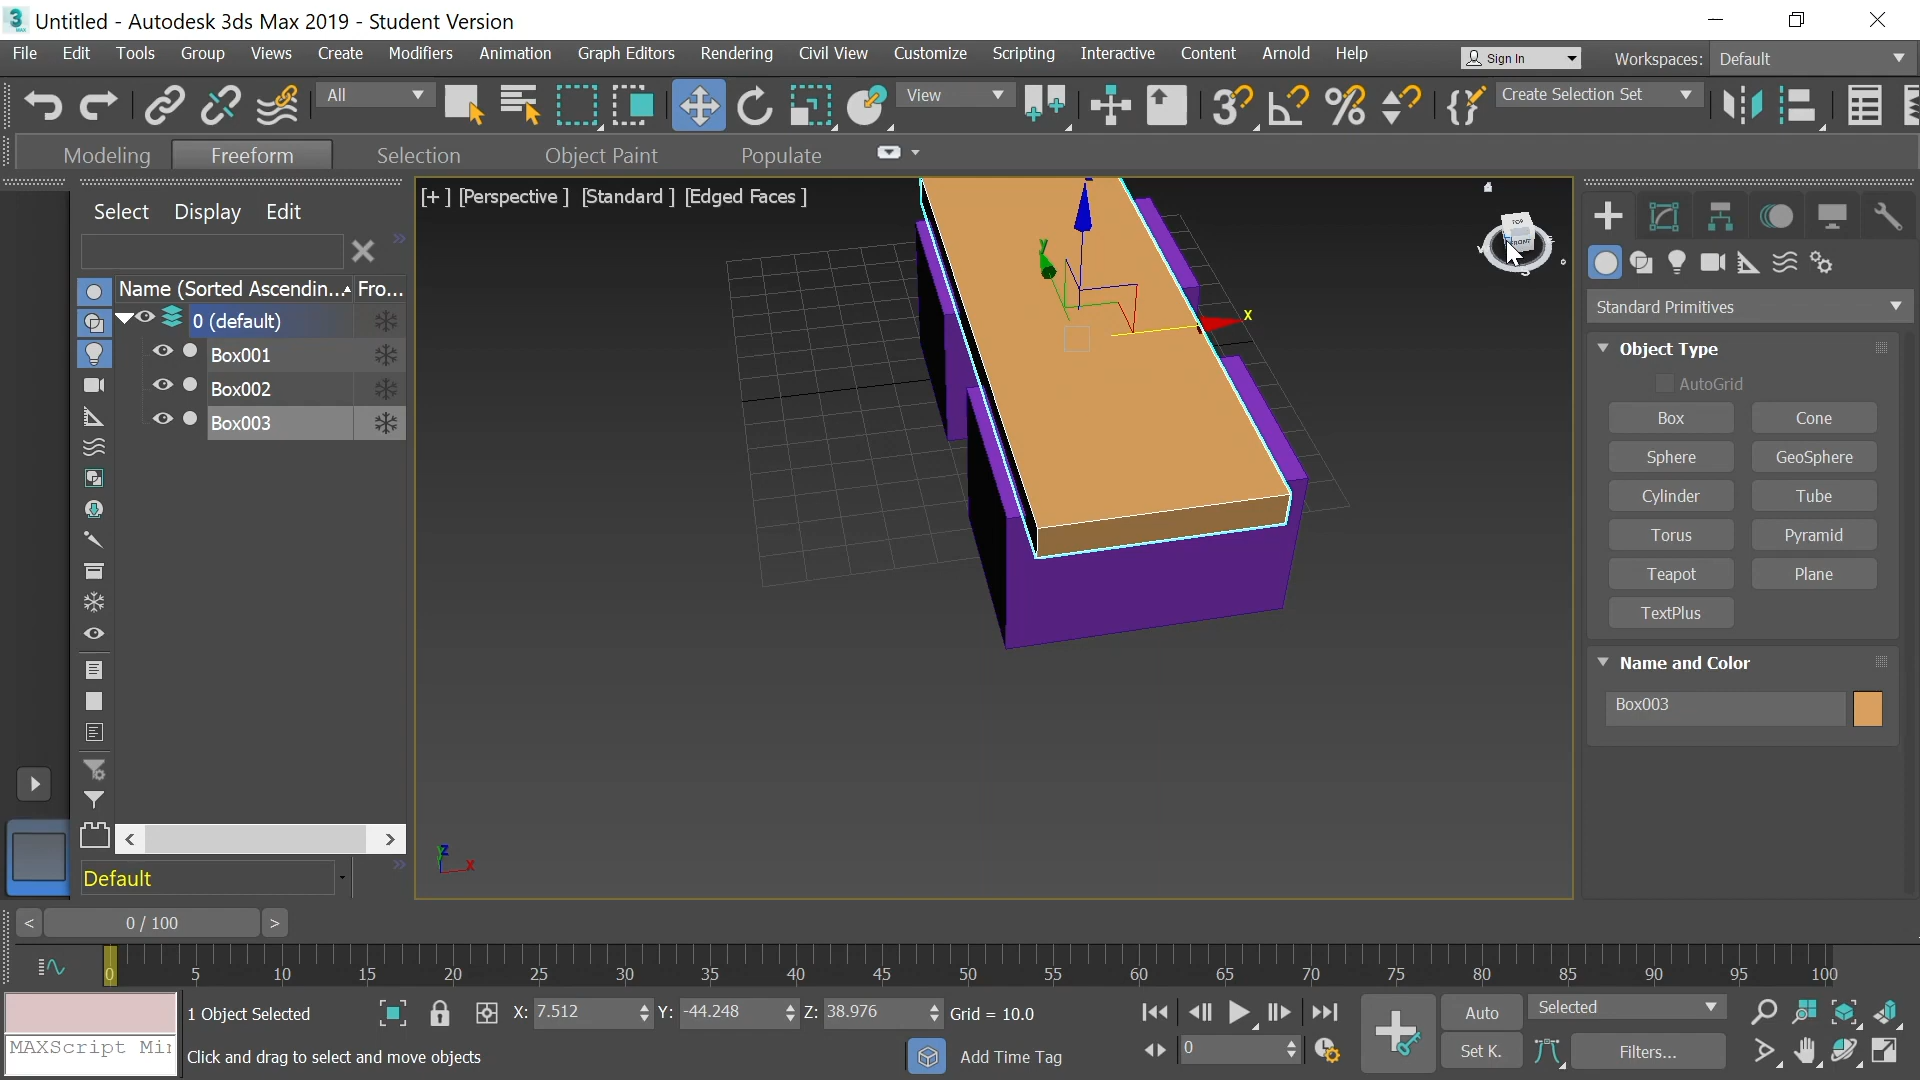 Untitled - Autodesk 3ds Max 2019 - Student Version
File Edit Tools Group Views Create Modifiers Animation Graph Editors Rendering Civil View Customize Scripting Interactive Content Arnold Help
Sign In Workspaces: Default
All View Create Selection Set
Modeling Freeform Selection Object Paint Populate
Select Display Edit
[+] [Perspective] [Standard] [Edged Faces]
TOP
FRONT
S
Name (Sorted Ascendin... Fro...
0 (default)
Box001
Box002
Box003
y
x
Standard Primitives
Object Type
AutoGrid
Box Cone
Sphere GeoSphere
Cylinder Tube
Torus Pyramid
Teapot Plane
TextPlus
Name and Color
Box003
z
x
Default
< 0 / 100 >
0 5 10 15 20 25 30 35 40 45 50 55 60 65 70 75 80 85 90 95 100
1 Object Selected X: 7.512 Y: -44.248 Z: 38.976 Grid = 10.0
Auto Selected
MAXScript Mi
Click and drag to select and move objects
Add Time Tag
0
Set K. Filters...